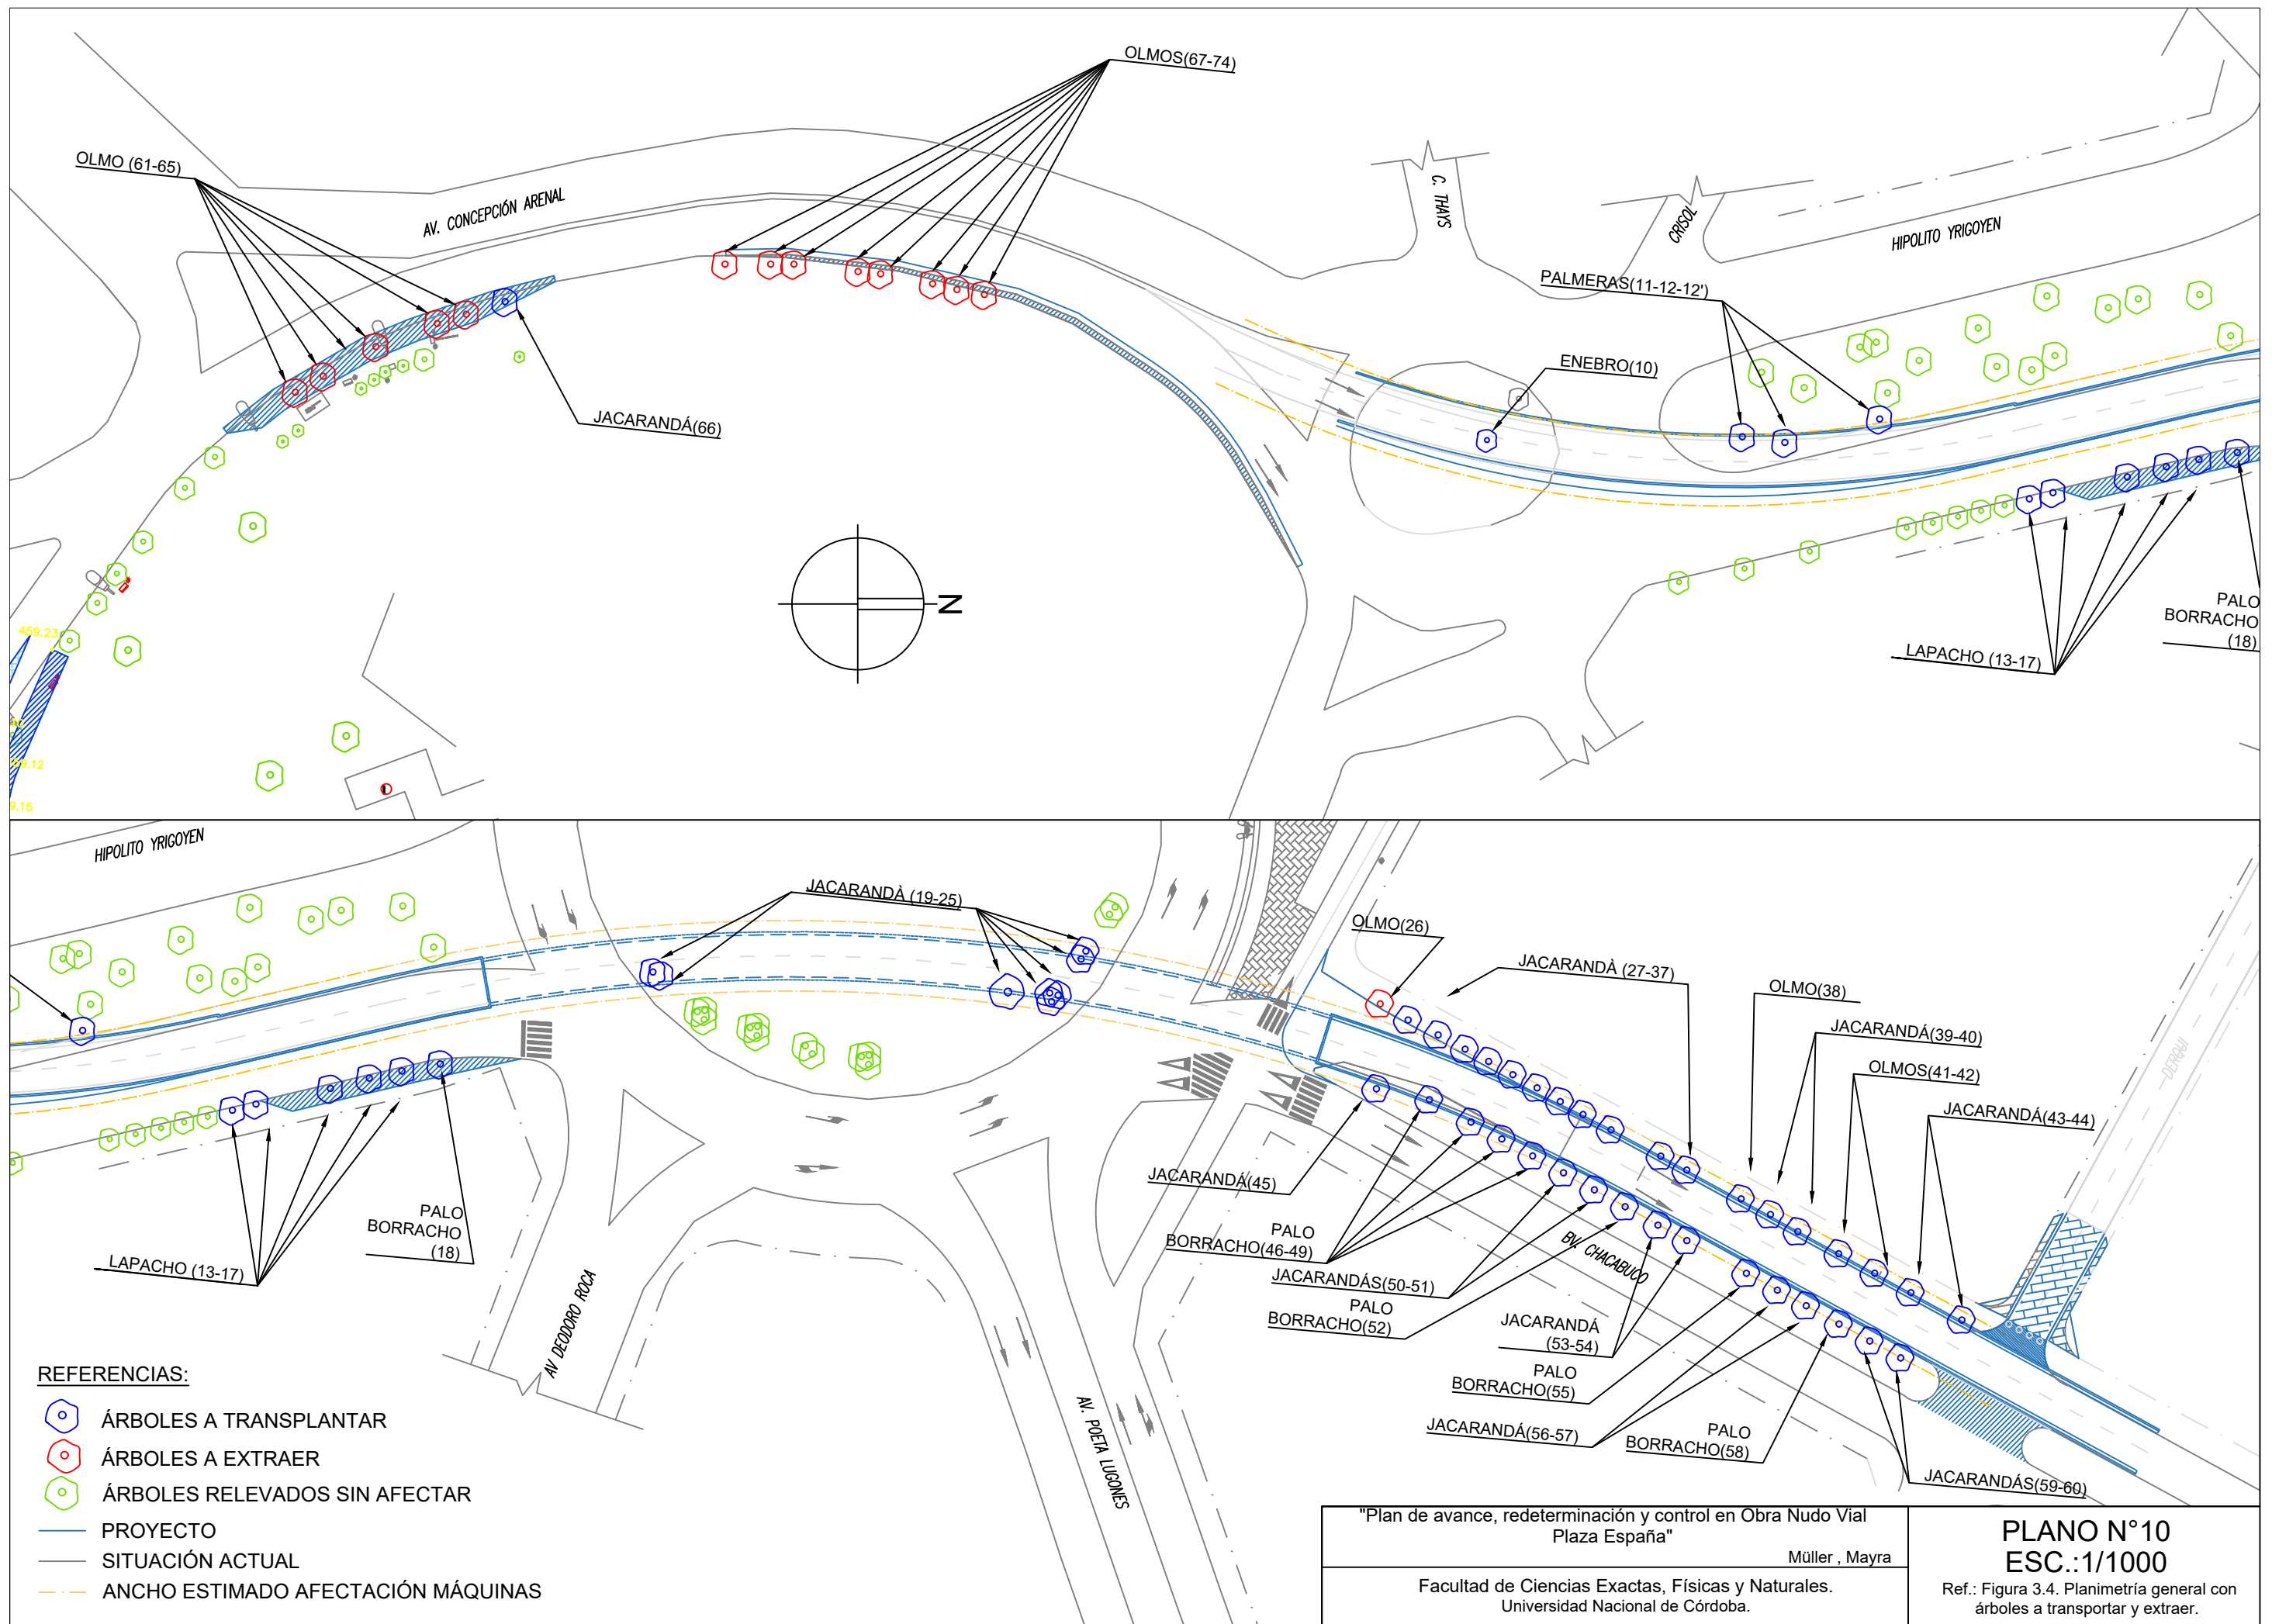 OLMOS(67-74)
OLMO (61-65)
AV. CONCEPCIÓN ARENAL
C. THAYS
CRISOL
HIPOLITO YRIGOYEN
PALMERAS(11-12-12')
ENEBRO(10)
JACARANDÁ(66)
N
PALO
BORRACHO
(18)
LAPACHO (13-17)
459.23
9.15
HIPOLITO YRIGOYEN
JACARANDÀ (19-25)
OLMO(26)
JACARANDÀ (27-37)
OLMO(38)
JACARANDÁ(39-40)
OLMOS(41-42)
JACARANDÁ(43-44)
DERQUI
JACARANDÁ(45)
PALO
BORRACHO(46-49)
JACARANDÁS(50-51)
PALO
BORRACHO(52)
BV. CHACABUCO
JACARANDÁ
(53-54)
PALO
BORRACHO(55)
JACARANDÁ(56-57)
PALO
BORRACHO(58)
JACARANDÁS(59-60)
PALO
BORRACHO
(18)
LAPACHO (13-17)
AV DEODORO ROCA
AV. POETA LUGONES
REFERENCIAS:
ÁRBOLES A TRANSPLANTAR
ÁRBOLES A EXTRAER
ÁRBOLES RELEVADOS SIN AFECTAR
PROYECTO
SITUACIÓN ACTUAL
ANCHO ESTIMADO AFECTACIÓN MÁQUINAS
"Plan de avance, redeterminación y control en Obra Nudo Vial
Plaza España"
Müller , Mayra
Facultad de Ciencias Exactas, Físicas y Naturales.
Universidad Nacional de Córdoba.
PLANO N°10
ESC.:1/1000
Ref.: Figura 3.4. Planimetría general con
árboles a transportar y extraer.